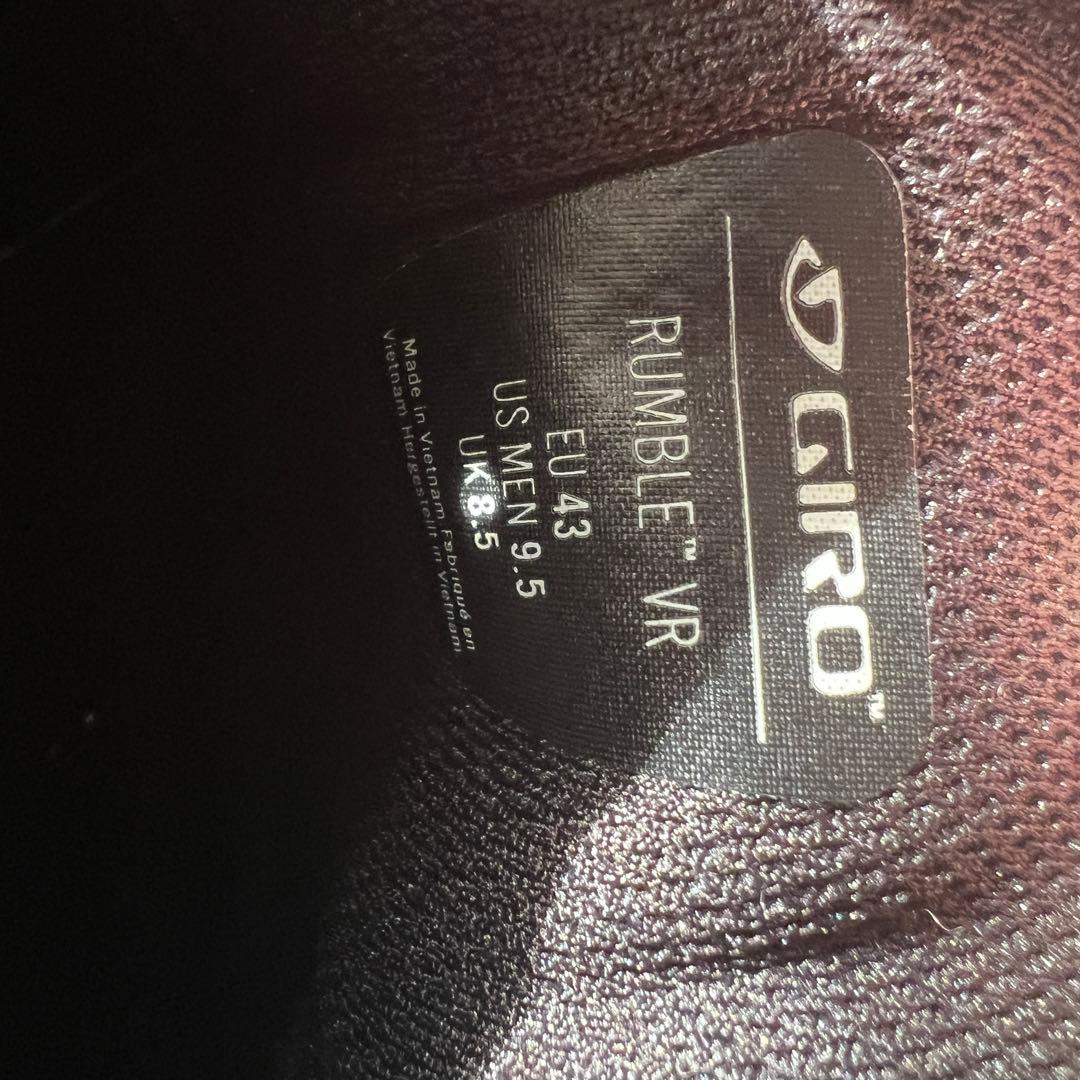 GIRO™
RUMBLE™ VR
EU 43
US MEN 9.5
UK 8.5
Made in Vietnam Fabriqué en
Vietnam Hergestellt in Vietnam